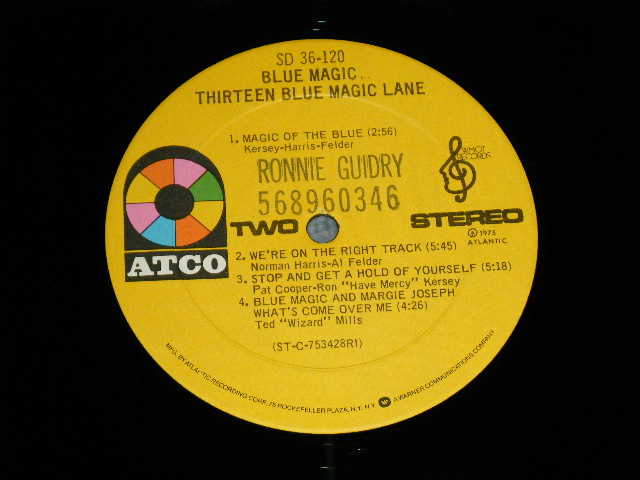 SD 36-120
BLUE MAGIC..
THIRTEEN BLUE MAGIC LANE
1. MAGIC OF THE BLUE (2:56)
Kersey-Harris-Felder
RONNIE GUIDRY
568960346
WMOT
RECORDS
TWO
STEREO
℗ 1975
ATLANTIC
ATCO
2. WE'RE ON THE RIGHT TRACK (5:45)
Norman Harris-Al Felder
3. STOP AND GET A HOLD OF YOURSELF (5:18)
Pat Cooper-Ron "Have Mercy" Kersey
4. BLUE MAGIC AND MARGIE JOSEPH
WHAT'S COME OVER ME (4:26)
Ted "Wizard" Mills
(ST-C-753428R1)
MFG. BY ATLANTIC RECORDING CORP. 75 ROCKEFELLER PLAZA, N.Y. N.Y. A WARNER COMMUNICATIONS COMPANY